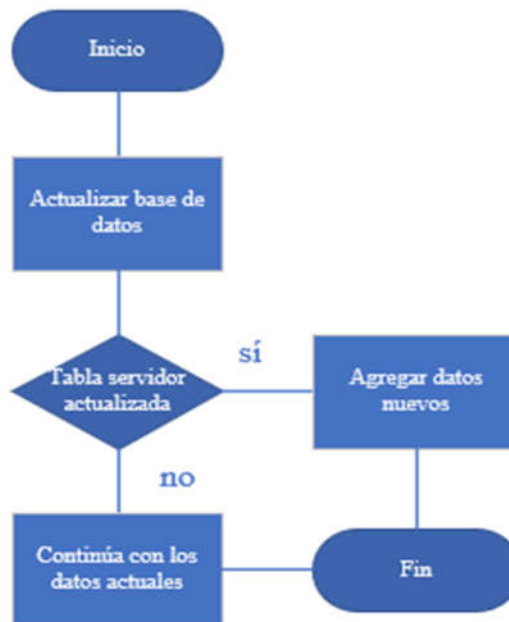 Inicio
Actualizar base de
datos
Tabla servidor
actualizada
sí
Agregar datos
nuevos
no
Continúa con los
datos actuales
Fin